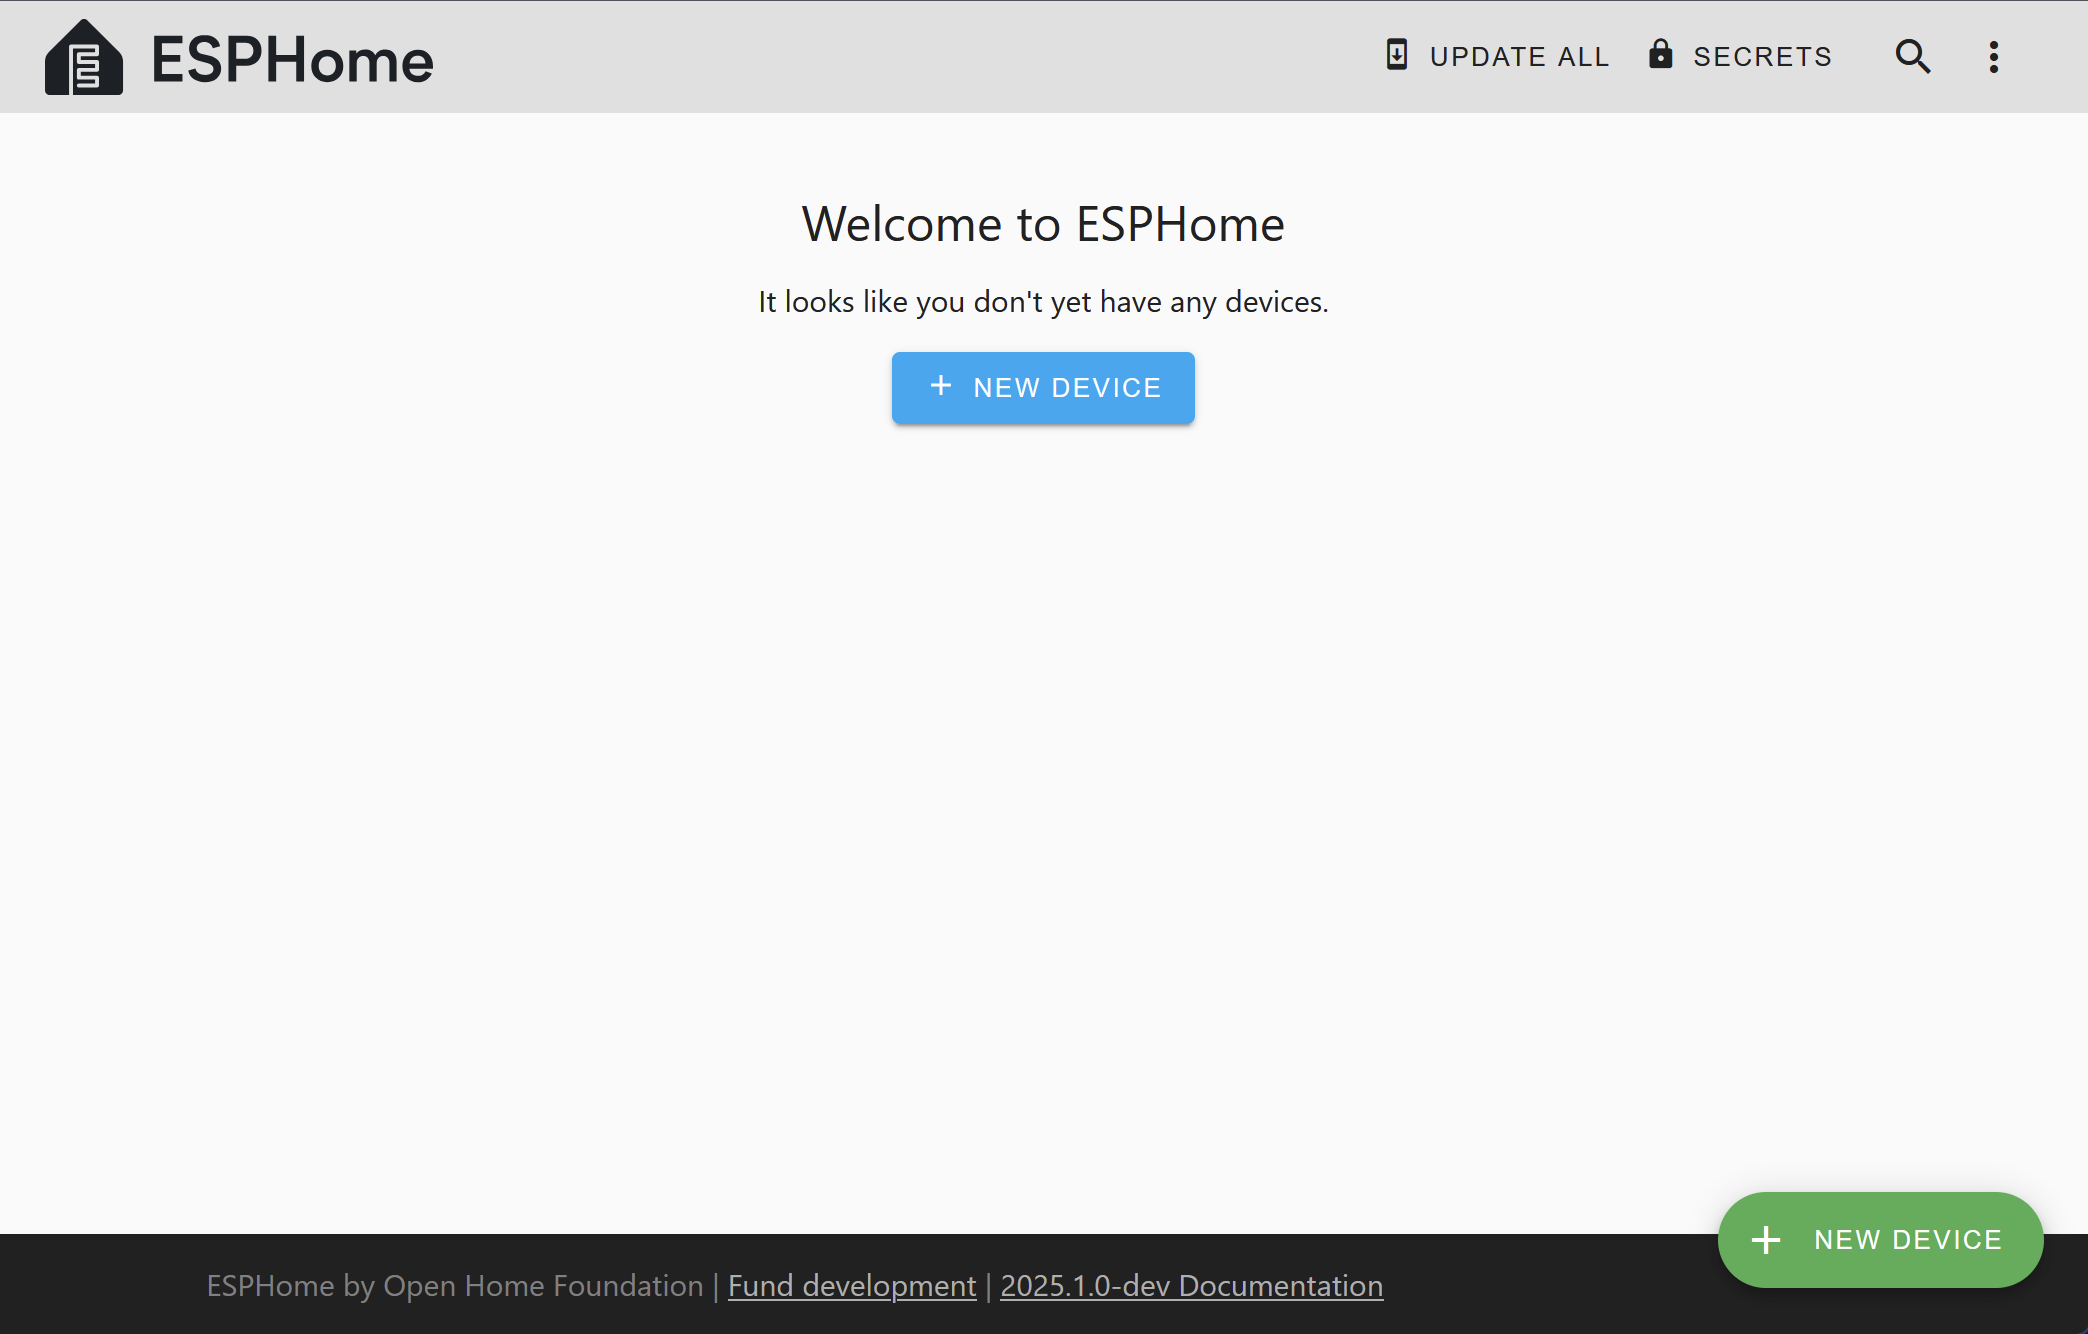 ESPHome
UPDATE ALL
SECRETS
Welcome to ESPHome
It looks like you don't yet have any devices.
NEW DEVICE
NEW DEVICE
ESPHome by Open Home Foundation | Fund development | 2025.1.0-dev Documentation